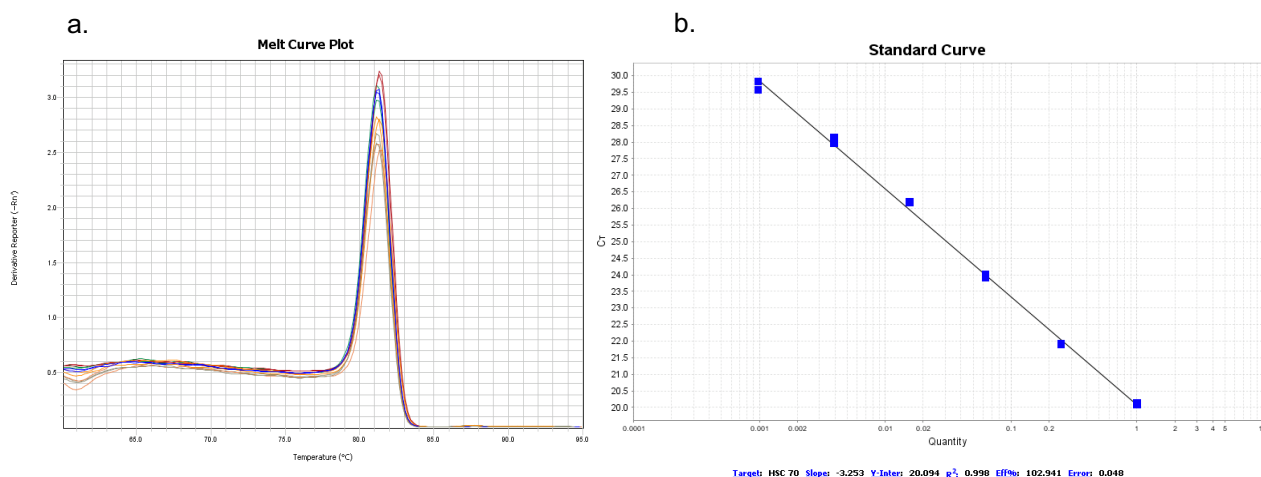 a.
Melt Curve Plot
Derivative Reporter (-Rn')
3.0
2.5
2.0
1.5
1.0
0.5
65.0 70.0 75.0 80.0 85.0 90.0 95.0
Temperature (°C)
b.
Standard Curve
CT
30.0
29.5
29.0
28.5
28.0
27.5
27.0
26.5
26.0
25.5
25.0
24.5
24.0
23.5
23.0
22.5
22.0
21.5
21.0
20.5
20.0
0.0001 0.001 0.002 0.01 0.02 0.1 0.2 1 2 3 4 5 1
Quantity
Target: HSC 70 Slope: -3.253 Y-Inter: 20.094 R²: 0.998 Eff%: 102.941 Error: 0.048